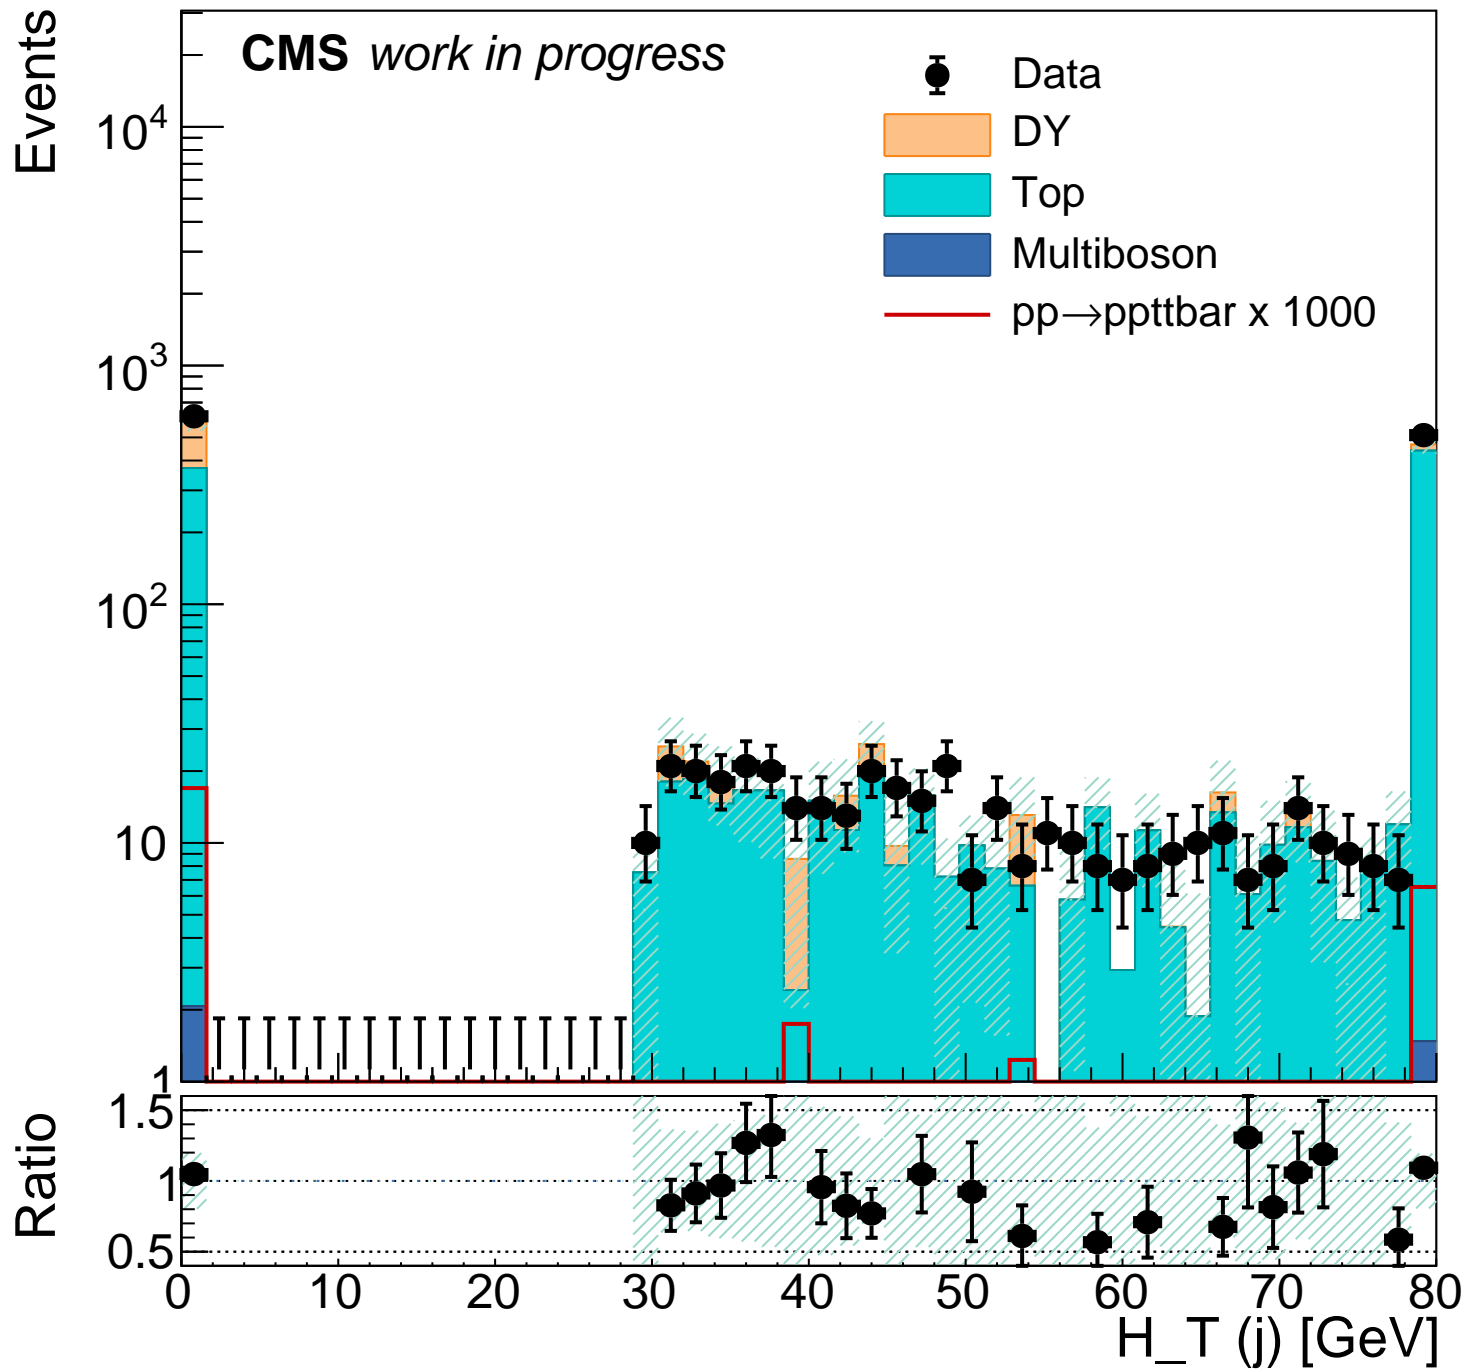 CMS work in progress
Events
Data
DY
Top
Multiboson
pp→ppttbar x 1000
10^4
10^3
10^2
10
1
Ratio
1.5
1
0.5
0 10 20 30 40 50 60 70 80
H_T (j) [GeV]